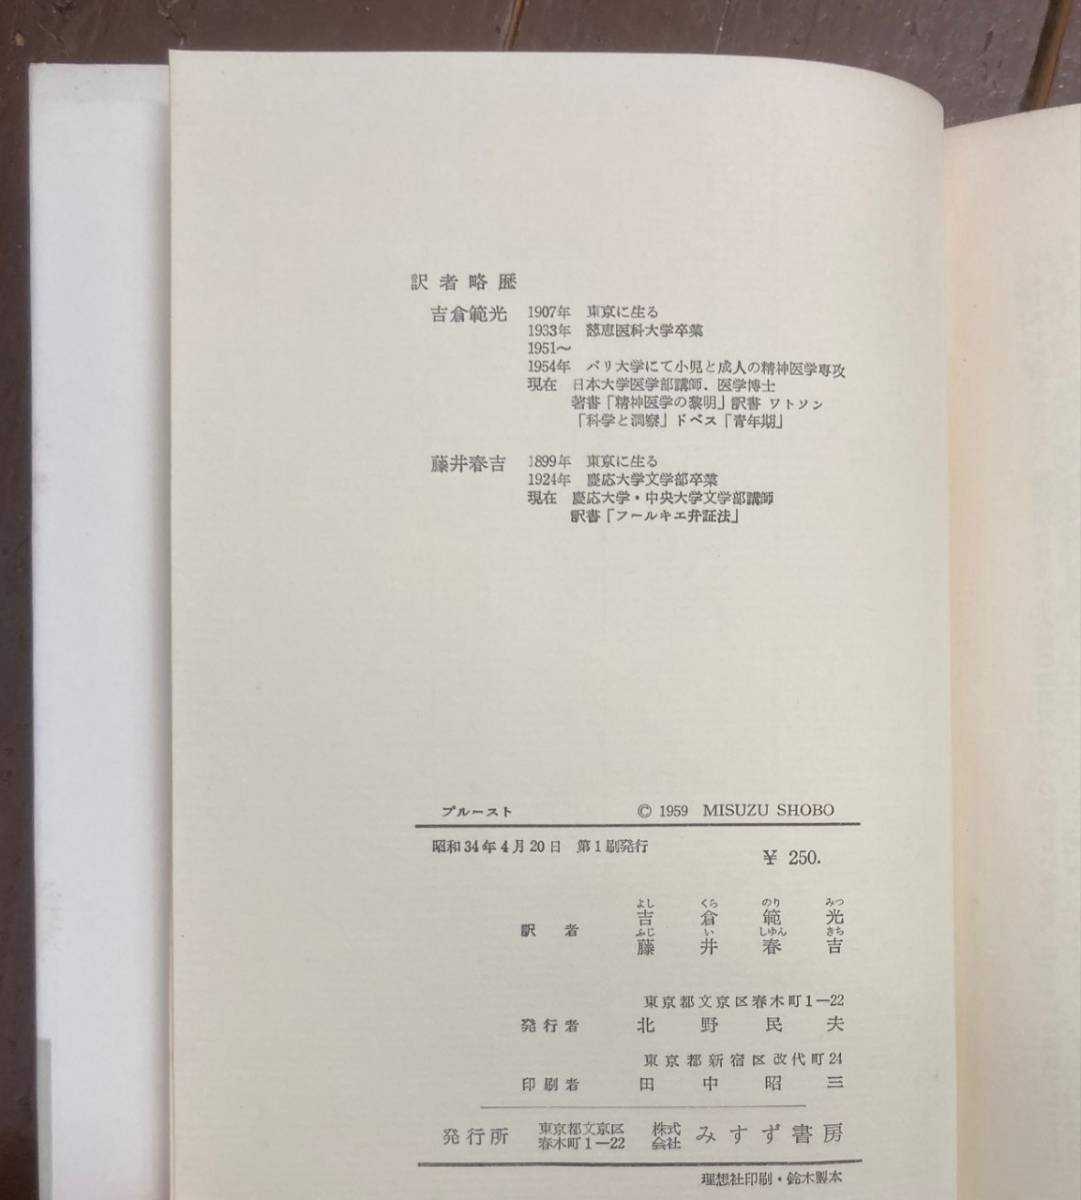 訳者略歴
吉倉範光 1907年 東京に生る
1933年 慈恵医科大学卒業
1951〜
1954年 パリ大学にて小児と成人の精神医学専攻
現在 日本大学医学部講師．医学博士
著書「精神医学の黎明」訳書 ワトソン
「科学と洞察」ドベス「青年期」
藤井春吉 1899年 東京に生る
1924年 慶応大学文学部卒業
現在 慶応大学・中央大学文学部講師
訳書「フールキエ弁証法」
プルースト © 1959 MISUZU SHOBO
昭和34年4月20日 第1刷発行
¥ 250.
よし くら のり みつ
吉倉範光
訳者
ふじ い しゆん きち
藤井春吉
東京都文京区春木町1―22
発行者 北野民夫
東京都新宿区改代町24
印刷者 田中昭三
発行所 東京都文京区春木町1―22 株式会社 みすず書房
理想社印刷・鈴木製本